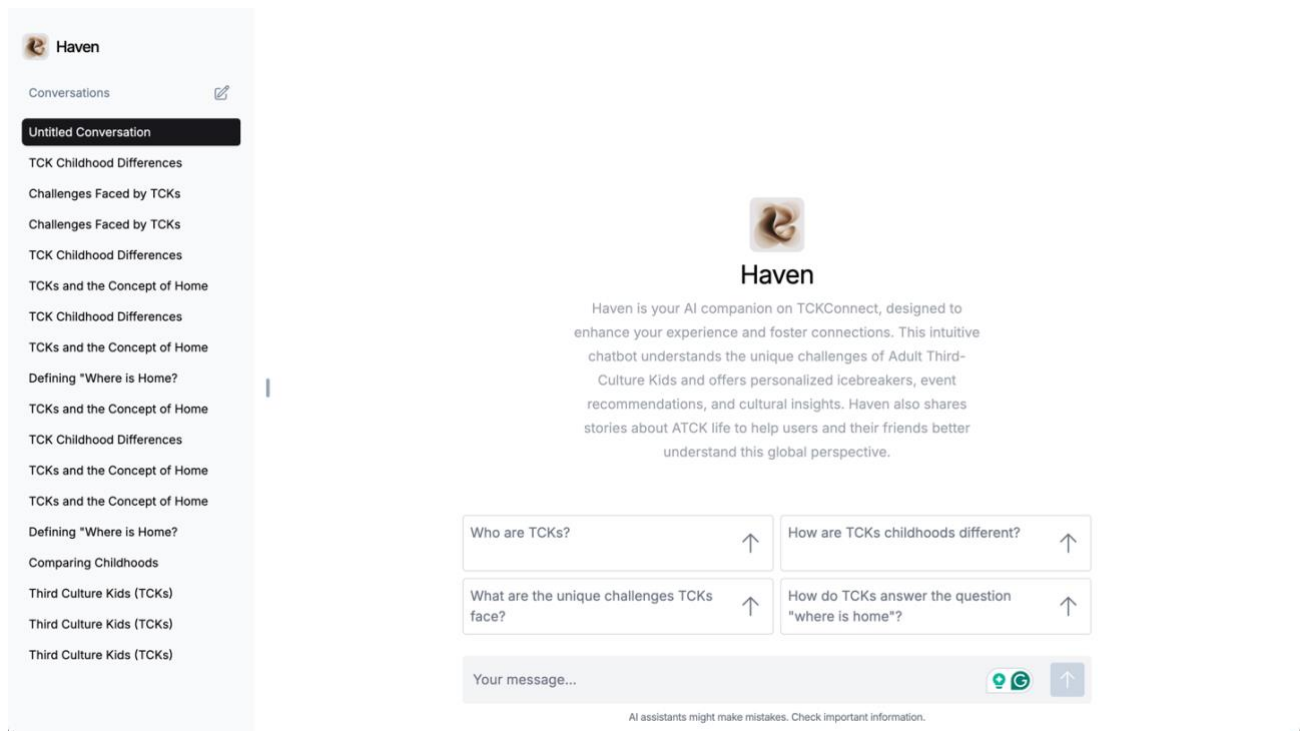 Haven
Conversations
Untitled Conversation
TCK Childhood Differences
Challenges Faced by TCKs
Challenges Faced by TCKs
TCK Childhood Differences
TCKs and the Concept of Home
TCK Childhood Differences
TCKs and the Concept of Home
Defining "Where is Home?
TCKs and the Concept of Home
TCK Childhood Differences
TCKs and the Concept of Home
TCKs and the Concept of Home
Defining "Where is Home?
Comparing Childhoods
Third Culture Kids (TCKs)
Third Culture Kids (TCKs)
Third Culture Kids (TCKs)
Haven
Haven is your AI companion on TCKConnect, designed to
enhance your experience and foster connections. This intuitive
chatbot understands the unique challenges of Adult Third-
Culture Kids and offers personalized icebreakers, event
recommendations, and cultural insights. Haven also shares
stories about ATCK life to help users and their friends better
understand this global perspective.
Who are TCKs?
How are TCKs childhoods different?
What are the unique challenges TCKs
face?
How do TCKs answer the question
"where is home"?
Your message...
AI assistants might make mistakes. Check important information.